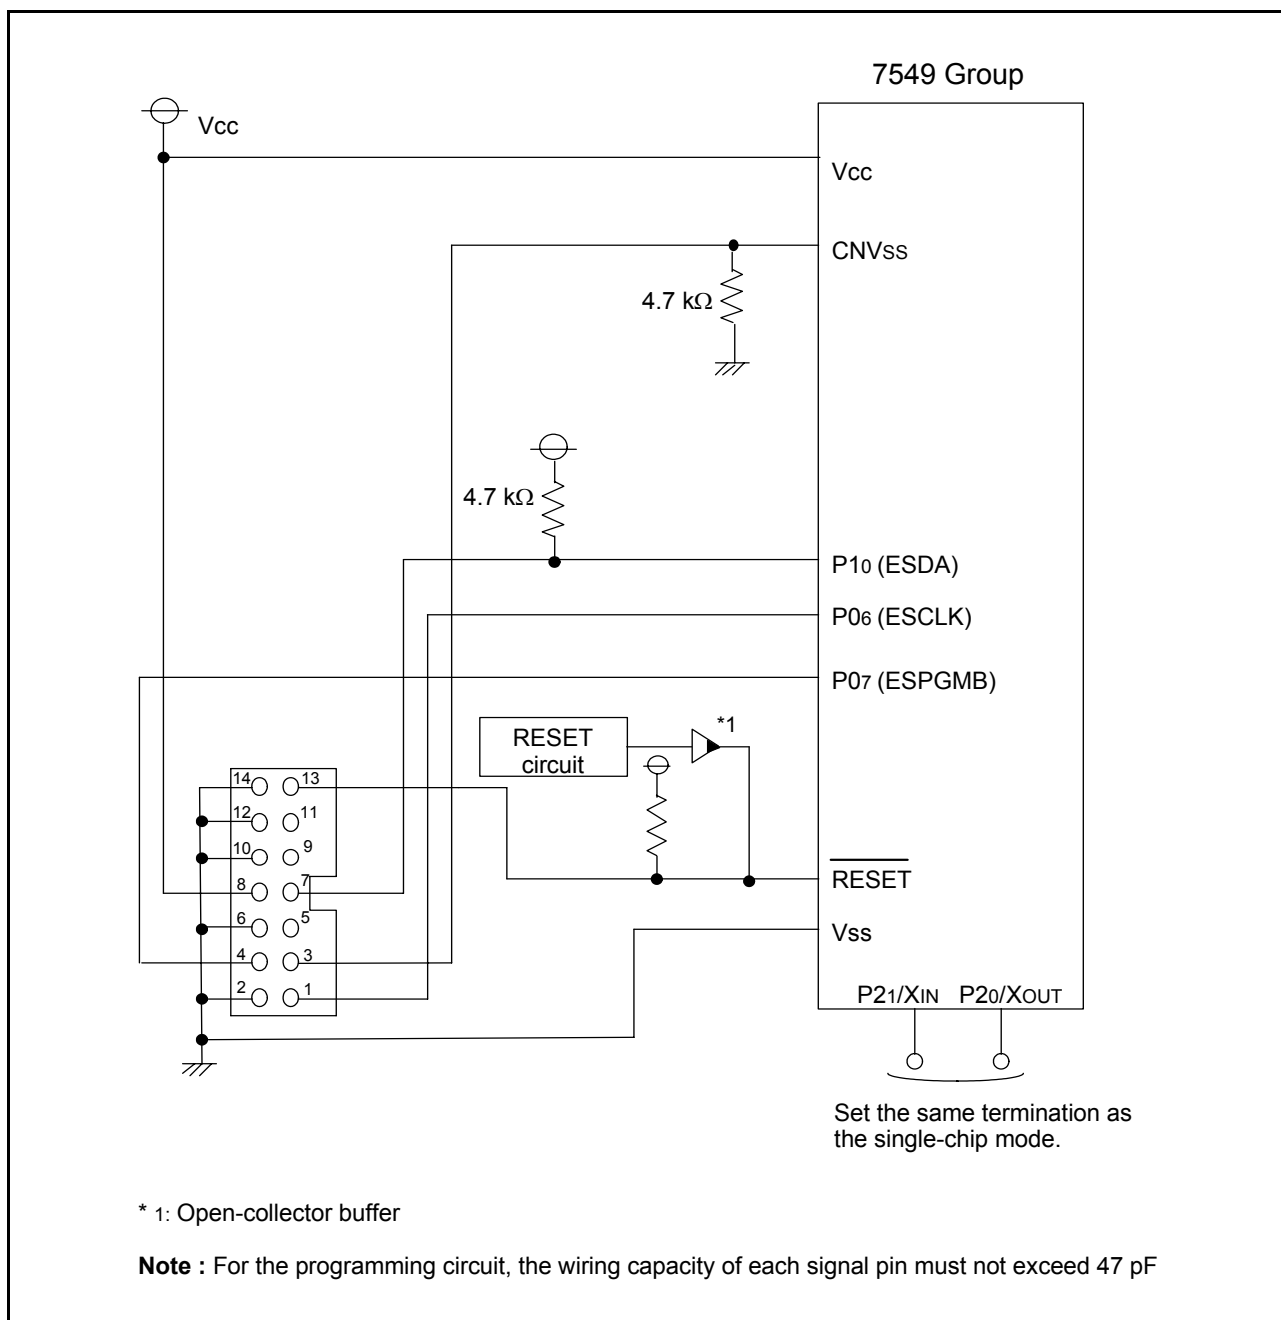 7549 Group
Vcc
Vcc
CNVSS
4.7 kΩ
4.7 kΩ
P10 (ESDA)
P06 (ESCLK)
P07 (ESPGMB)
*1
RESET
circuit
14 13
12 11
10 9
8 7
6 5
4 3
2 1
RESET
Vss
P21/XIN P20/XOUT
Set the same termination as
the single-chip mode.
* 1: Open-collector buffer
Note : For the programming circuit, the wiring capacity of each signal pin must not exceed 47 pF